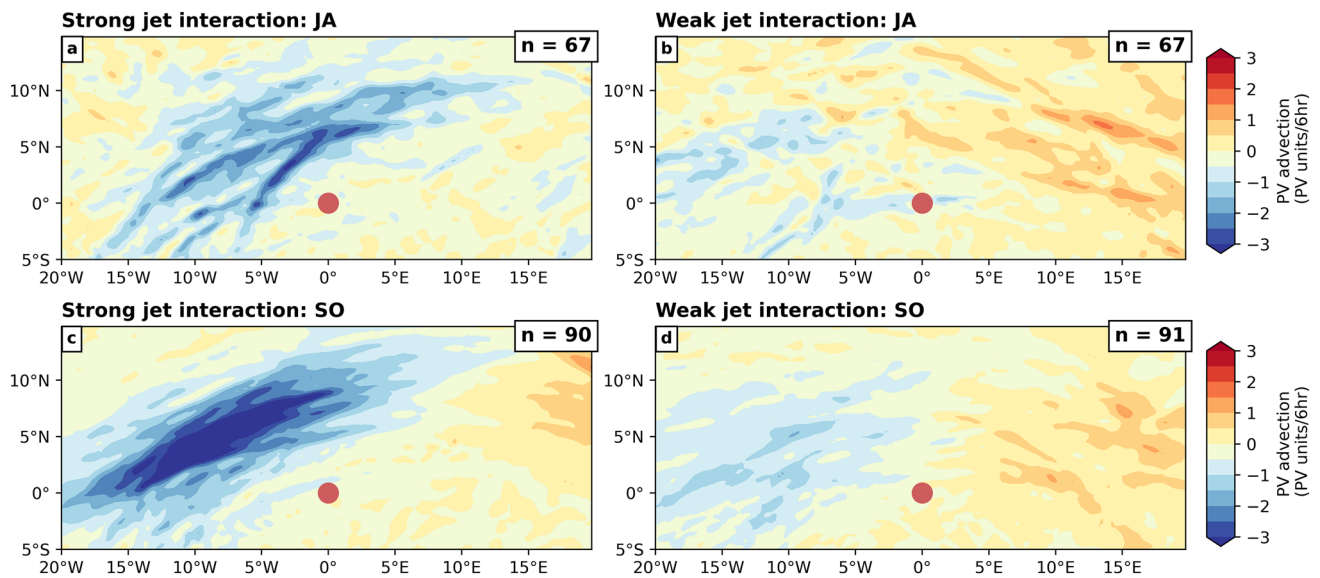 Strong jet interaction: JA
a
n = 67
10°N
5°N
0°
5°S
20°W 15°W 10°W 5°W 0° 5°E 10°E 15°E
Weak jet interaction: JA
b
n = 67
20°W 15°W 10°W 5°W 0° 5°E 10°E 15°E
3
2
1
0
−1
−2
−3
PV advection
(PV units/6hr)
Strong jet interaction: SO
c
n = 90
10°N
5°N
0°
5°S
20°W 15°W 10°W 5°W 0° 5°E 10°E 15°E
Weak jet interaction: SO
d
n = 91
10°N
5°N
0°
5°S
20°W 15°W 10°W 5°W 0° 5°E 10°E 15°E
3
2
1
0
−1
−2
−3
PV advection
(PV units/6hr)